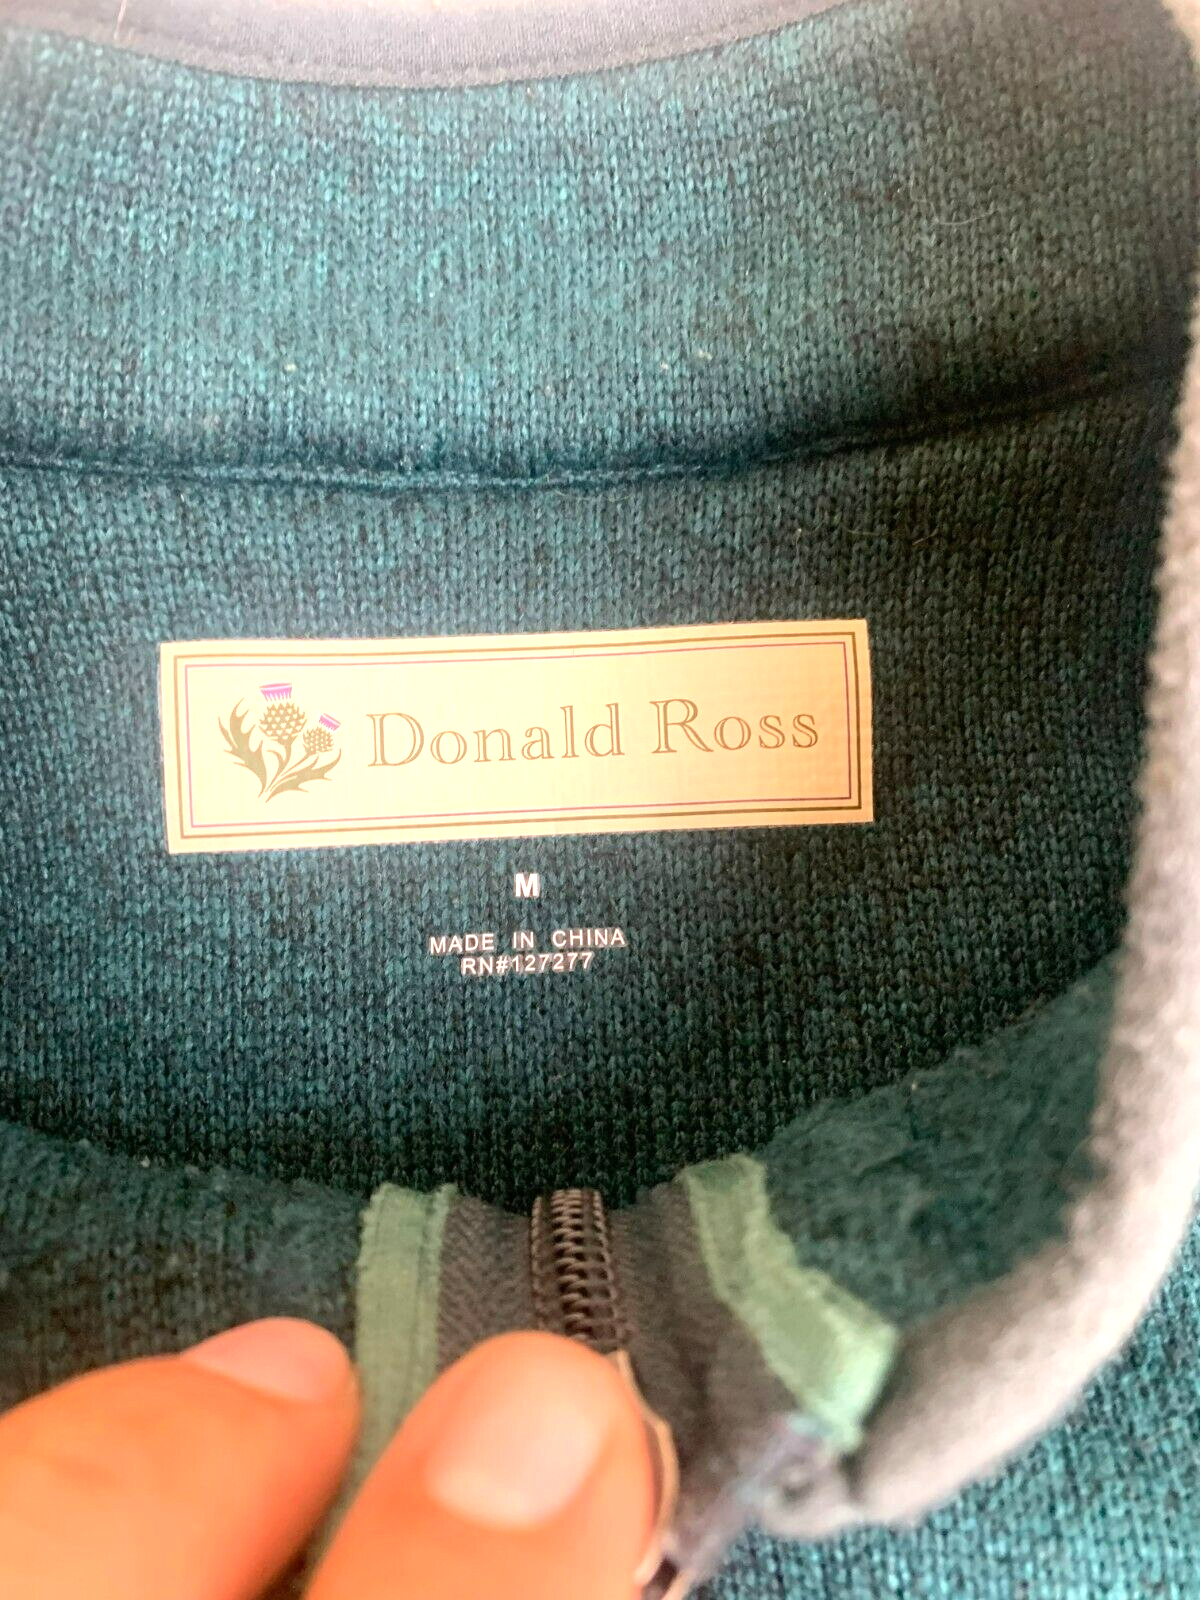 Donald Ross
M
MADE IN CHINA
RN#127277